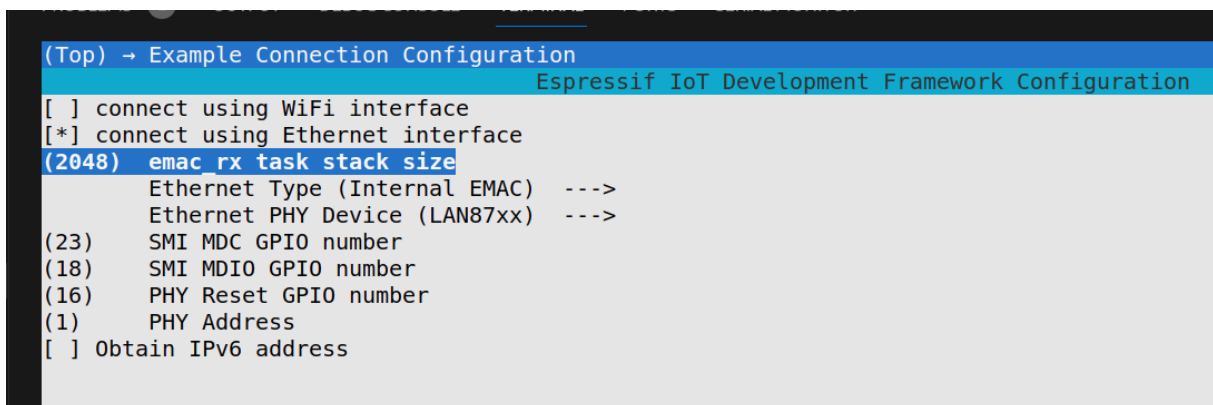 (Top) → Example Connection Configuration
Espressif IoT Development Framework Configuration
[ ] connect using WiFi interface
[*] connect using Ethernet interface
(2048) emac_rx task stack size
Ethernet Type (Internal EMAC) --->
Ethernet PHY Device (LAN87xx) --->
(23) SMI MDC GPIO number
(18) SMI MDIO GPIO number
(16) PHY Reset GPIO number
(1) PHY Address
[ ] Obtain IPv6 address